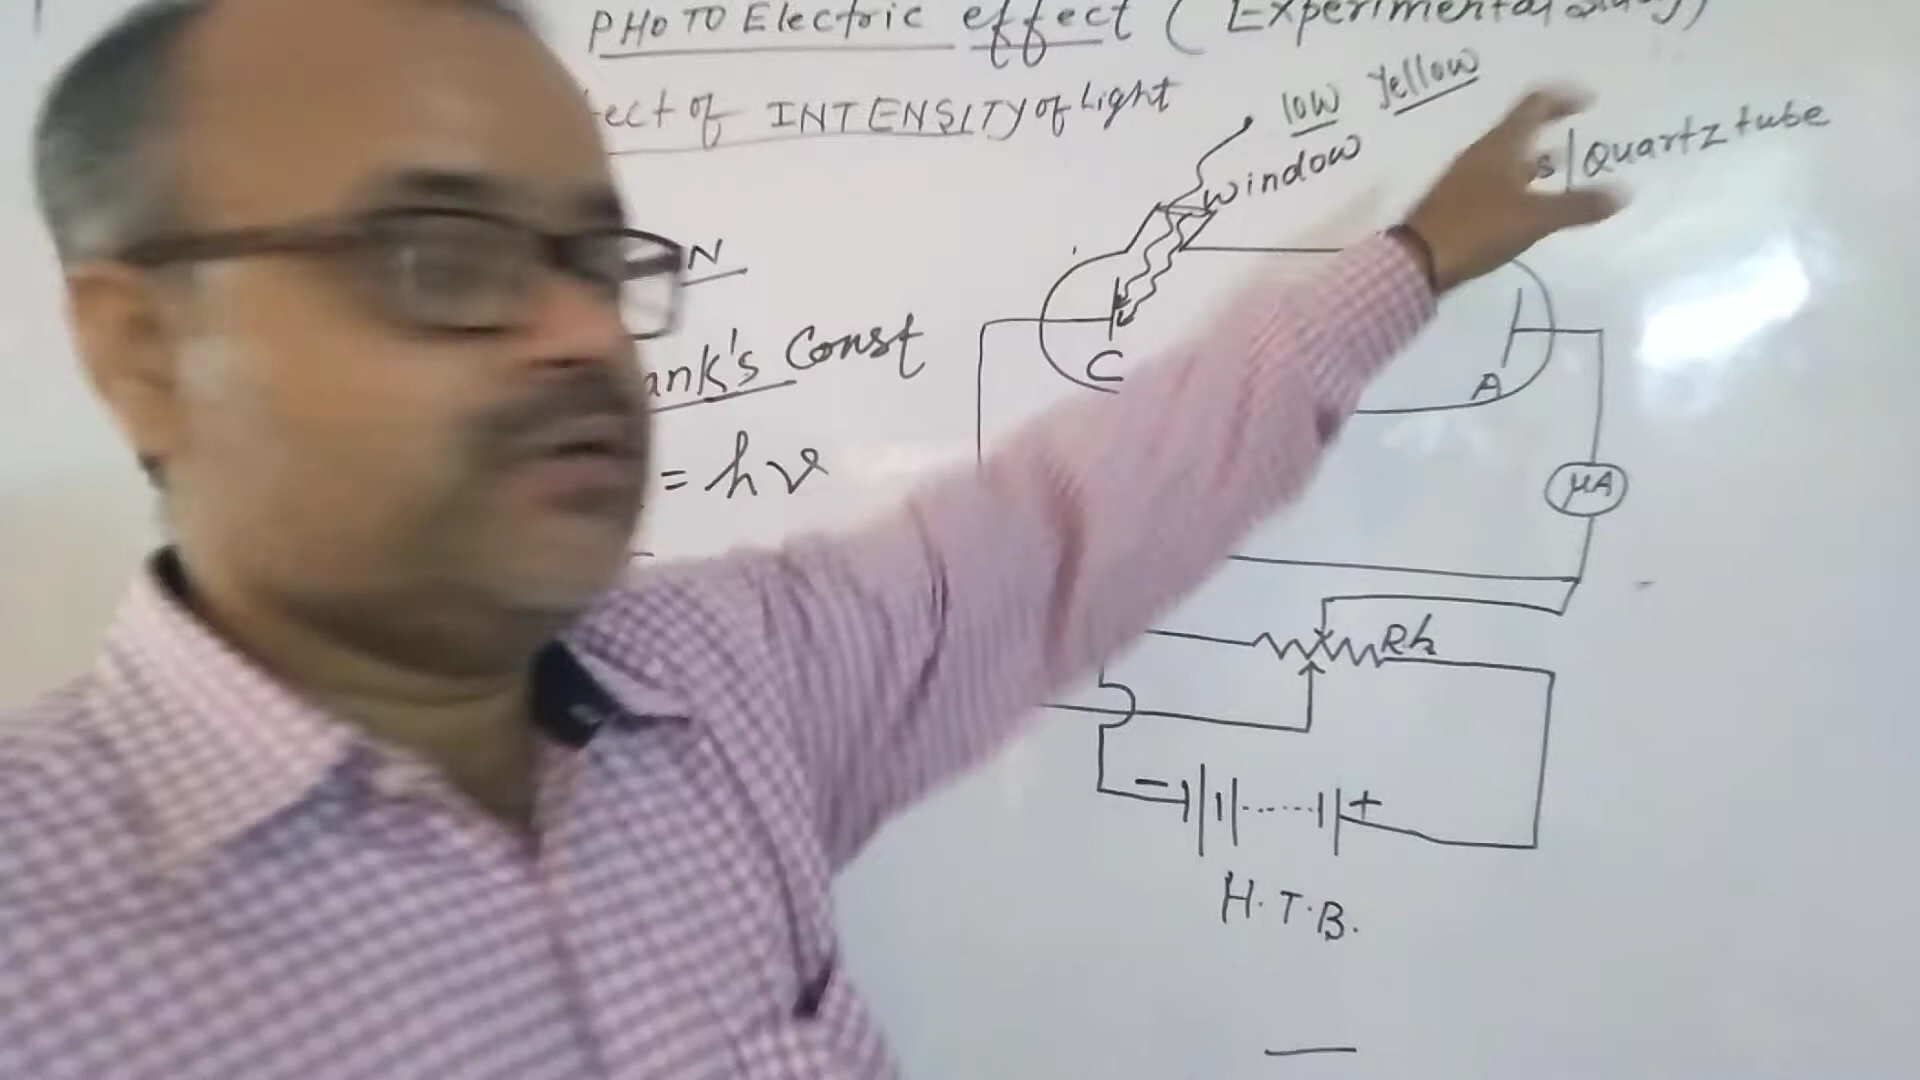 PHOTO Electric effect ( Experimental Study)
ect of INTENSITY of Light
low Yellow
window
s/Quartz tube
N
ank's Const
C
A
= hν
μA
Rh
- +
H.T.B.